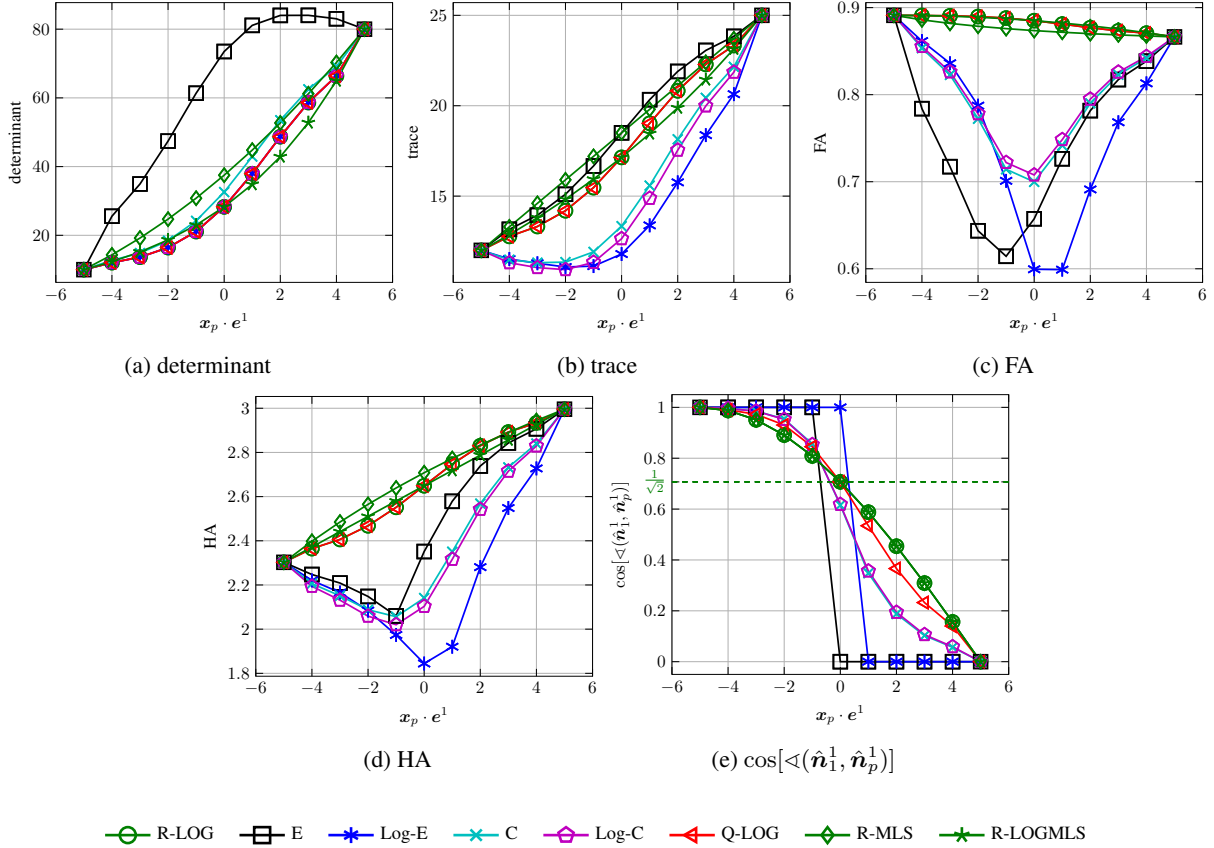 determinant
80
60
40
20
−6 −4 −2 0 2 4 6
x_p · e^1
(a) determinant
trace
25
20
15
−6 −4 −2 0 2 4 6
x_p · e^1
(b) trace
FA
0.9
0.8
0.7
0.6
−6 −4 −2 0 2 4 6
x_p · e^1
(c) FA
HA
3
2.8
2.6
2.4
2.2
2
1.8
−6 −4 −2 0 2 4 6
x_p · e^1
(d) HA
cos[∢(n̂_1^1, n̂_p^1)]
1
0.8
1/√2
0.6
0.4
0.2
0
−6 −4 −2 0 2 4 6
x_p · e^1
(e) cos[∢(n̂_1^1, n̂_p^1)]
R-LOG E Log-E C Log-C Q-LOG R-MLS R-LOGMLS